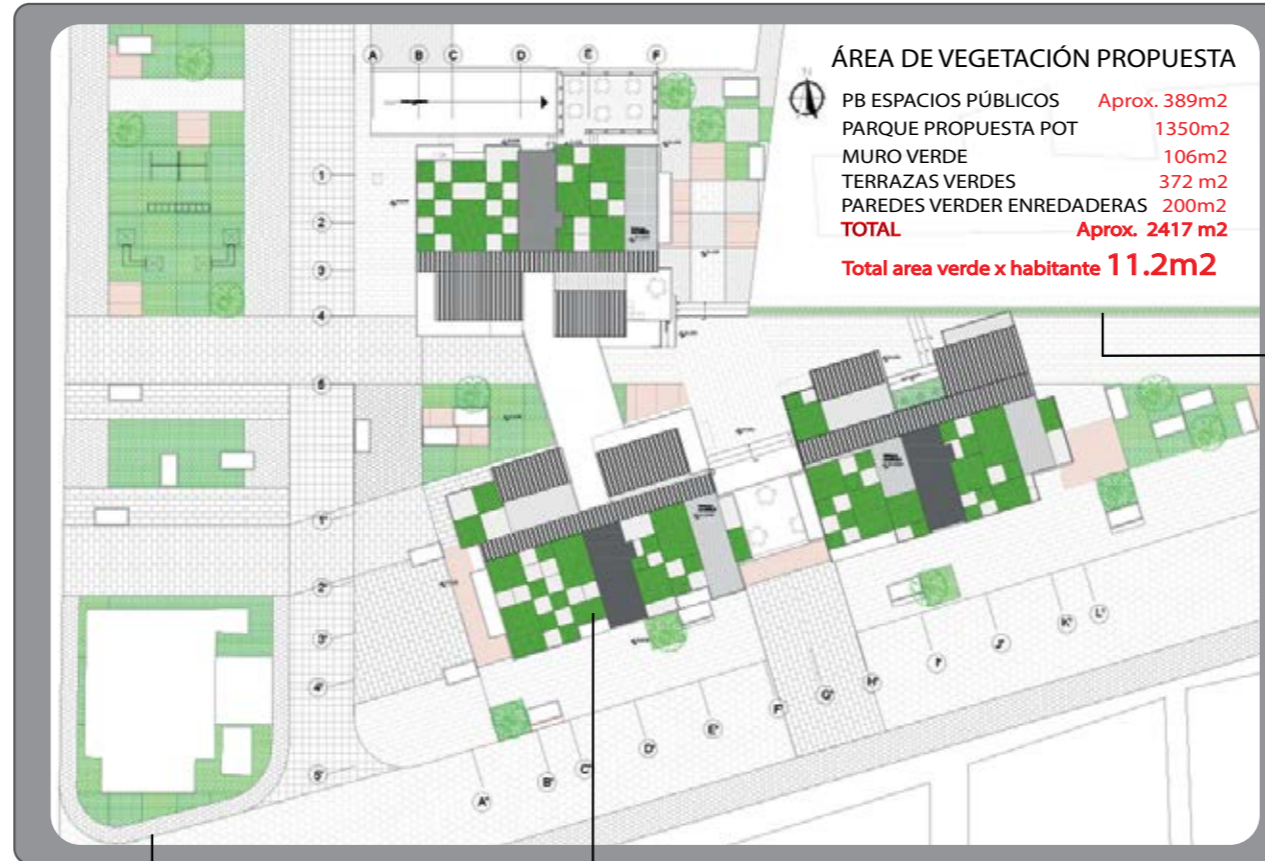 ÁREA DE VEGETACIÓN PROPUESTA
N
PB ESPACIOS PÚBLICOS Aprox. 389m2
PARQUE PROPUESTA POT 1350m2
MURO VERDE 106m2
TERRAZAS VERDES 372 m2
PAREDES VERDER ENREDADERAS 200m2
TOTAL Aprox. 2417 m2
Total area verde x habitante 11.2m2
A B C D E F
1
2
3
4
5
1'
2'
3'
4'
5'
A' B' C' D' E' F' G' H' I' J' K' L'